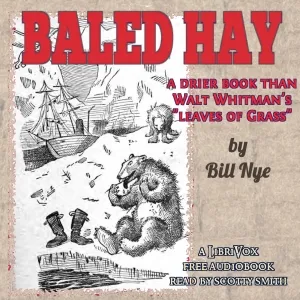 BALED HAY
A DRIER BOOK THAN
WALT WHITMAN'S
"LEAVES OF GRASS"
by
Bill Nye
A LIBRIVOX
FREE AUDIOBOOK
READ BY SCOTTY SMITH